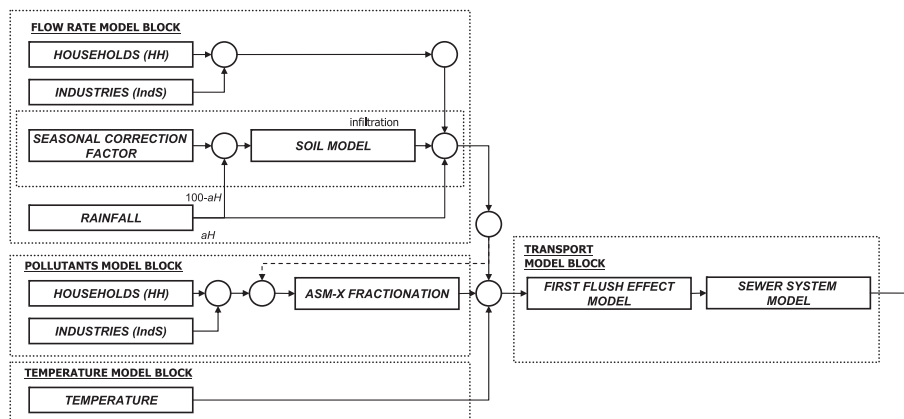 FLOW RATE MODEL BLOCK
HOUSEHOLDS (HH)
INDUSTRIES (IndS)
infiltration
SEASONAL CORRECTION
FACTOR
SOIL MODEL
100-aH
RAINFALL
aH
POLLUTANTS MODEL BLOCK
HOUSEHOLDS (HH)
ASM-X FRACTIONATION
INDUSTRIES (IndS)
TRANSPORT
MODEL BLOCK
FIRST FLUSH EFFECT
MODEL
SEWER SYSTEM
MODEL
TEMPERATURE MODEL BLOCK
TEMPERATURE